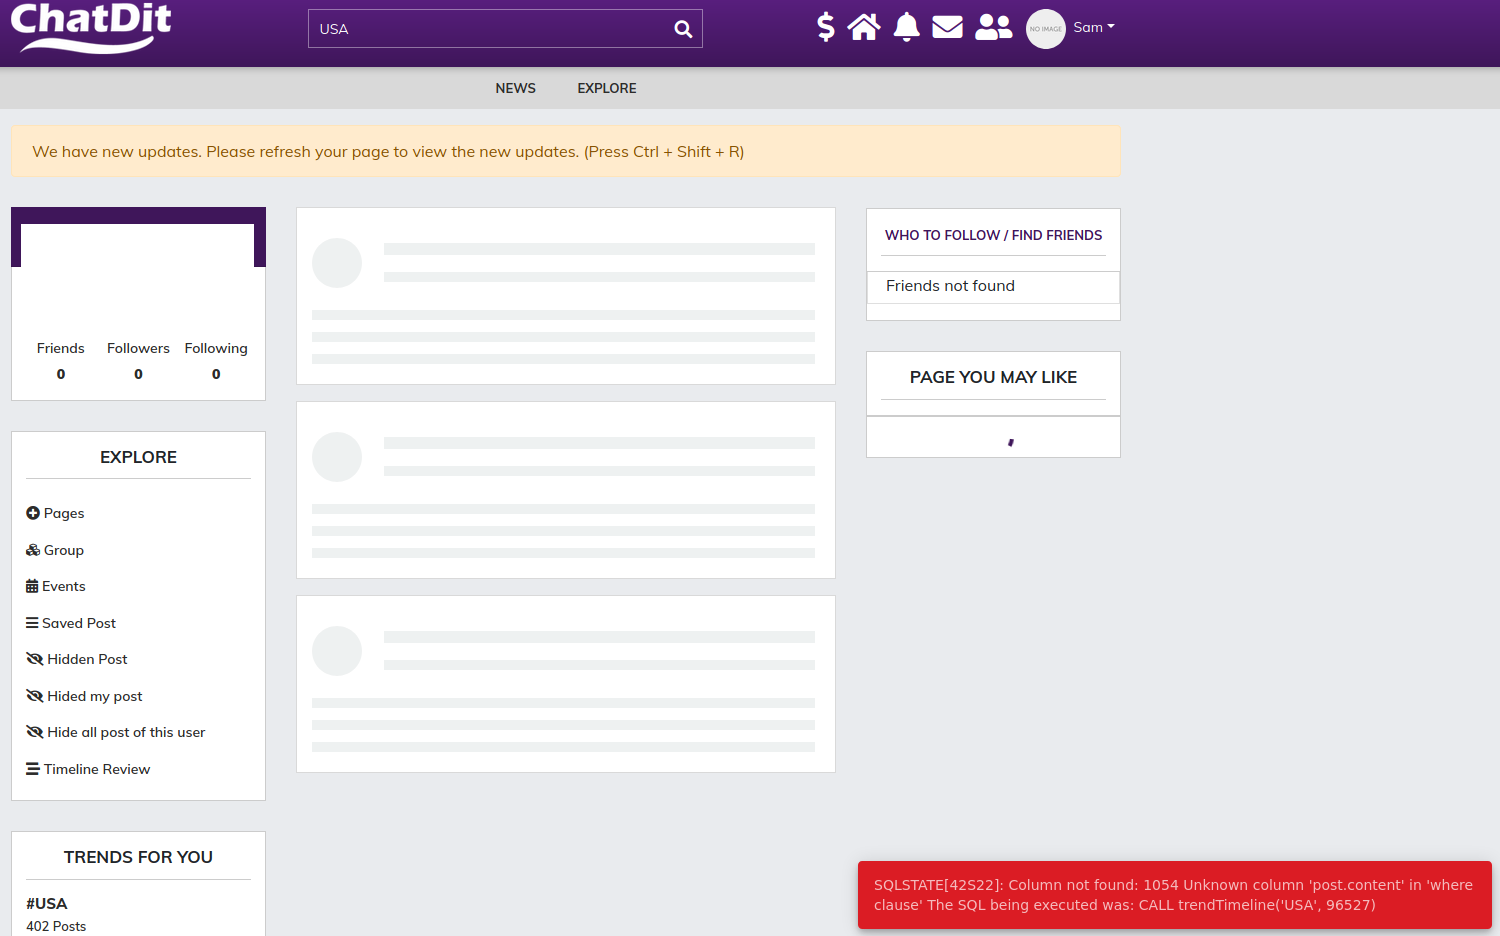 ChatDit
USA
NO IMAGE
Sam
NEWS
EXPLORE
We have new updates. Please refresh your page to view the new updates. (Press Ctrl + Shift + R)
Friends
Followers
Following
0
0
0
EXPLORE
Pages
Group
Events
Saved Post
Hidden Post
Hided my post
Hide all post of this user
Timeline Review
TRENDS FOR YOU
#USA
402 Posts
WHO TO FOLLOW / FIND FRIENDS
Friends not found
PAGE YOU MAY LIKE
SQLSTATE[42S22]: Column not found: 1054 Unknown column 'post.content' in 'where
clause' The SQL being executed was: CALL trendTimeline('USA', 96527)